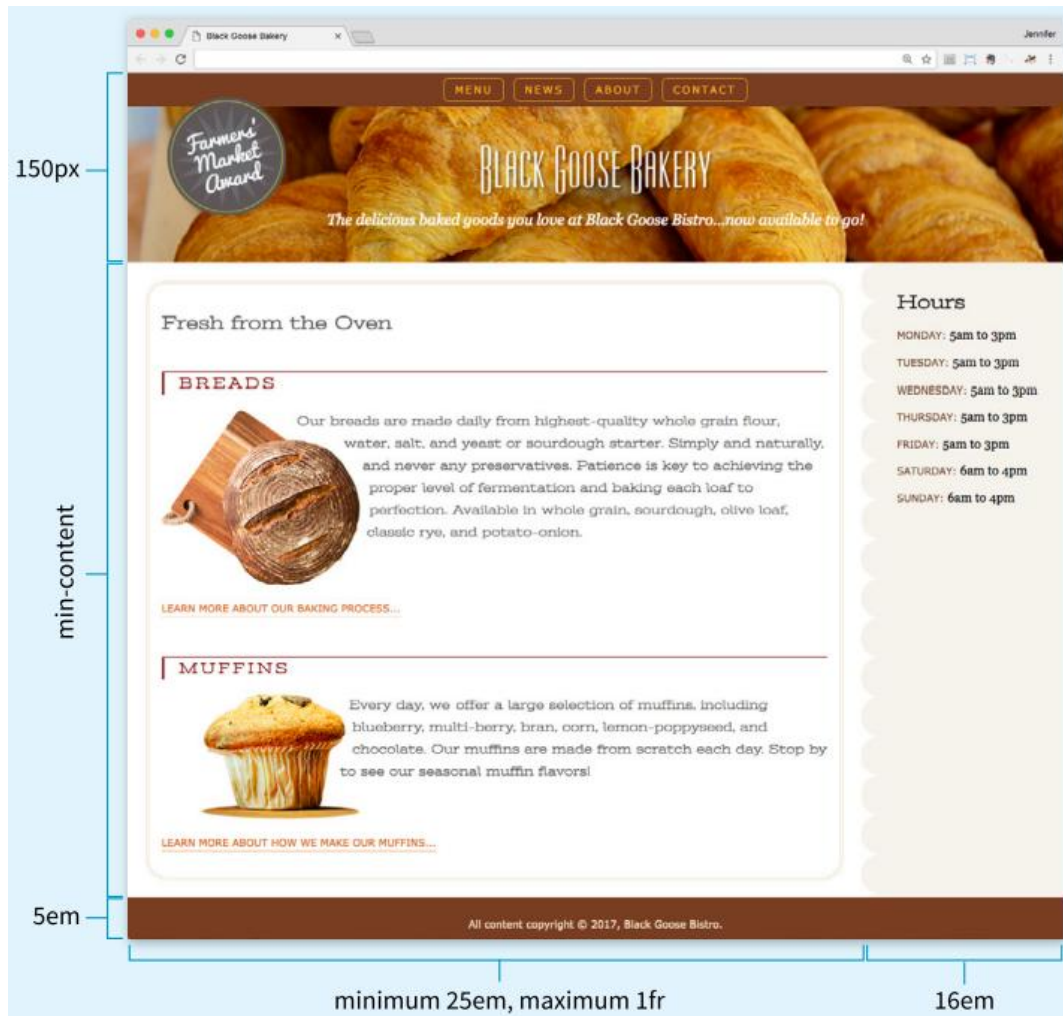 Black Goose Bakery
Jennifer
MENU NEWS ABOUT CONTACT
Farmers'
Market
Award
BLACK GOOSE BAKERY
The delicious baked goods you love at Black Goose Bistro...now available to go!
150px
Fresh from the Oven
BREADS
Our breads are made daily from highest-quality whole grain flour,
water, salt, and yeast or sourdough starter. Simply and naturally,
and never any preservatives. Patience is key to achieving the
proper level of fermentation and baking each loaf to
perfection. Available in whole grain, sourdough, olive loaf,
classic rye, and potato-onion.
LEARN MORE ABOUT OUR BAKING PROCESS...
MUFFINS
Every day, we offer a large selection of muffins, including
blueberry, multi-berry, bran, corn, lemon-poppyseed, and
chocolate. Our muffins are made from scratch each day. Stop by
to see our seasonal muffin flavors!
LEARN MORE ABOUT HOW WE MAKE OUR MUFFINS...
Hours
MONDAY: 5am to 3pm
TUESDAY: 5am to 3pm
WEDNESDAY: 5am to 3pm
THURSDAY: 5am to 3pm
FRIDAY: 5am to 3pm
SATURDAY: 6am to 4pm
SUNDAY: 6am to 4pm
min-content
5em
All content copyright © 2017, Black Goose Bistro.
minimum 25em, maximum 1fr
16em